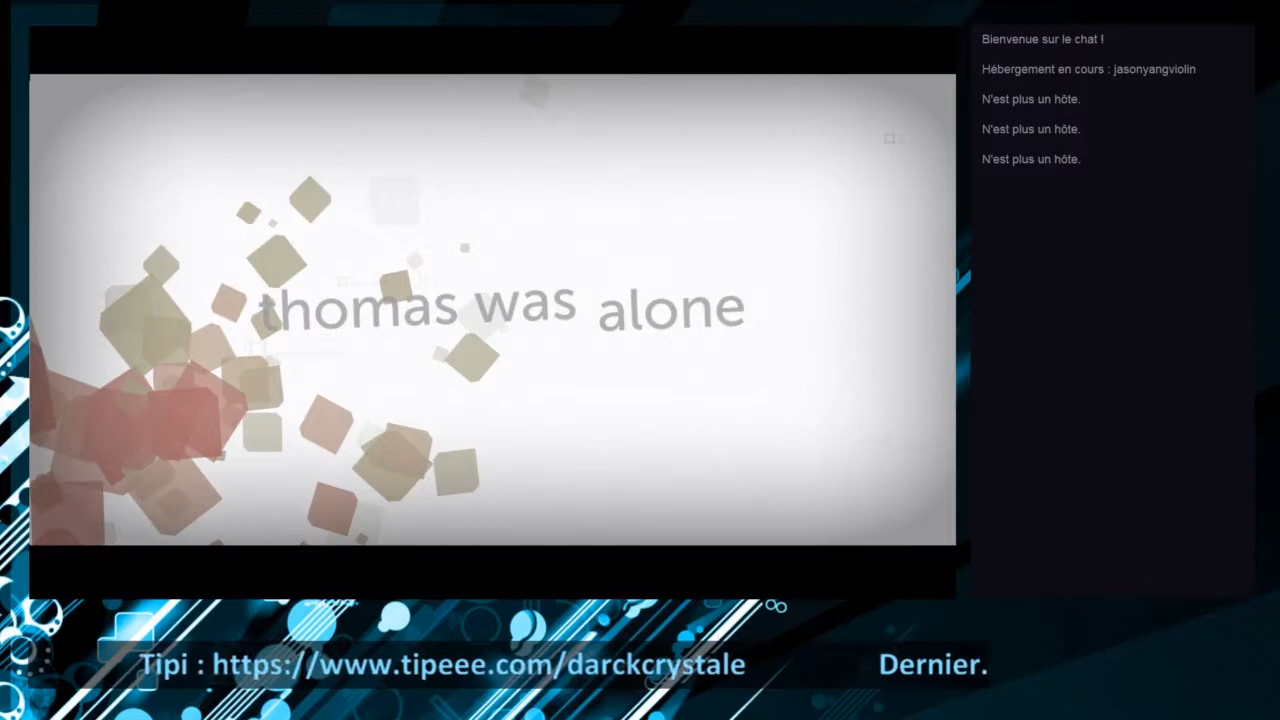 Bienvenue sur le chat !
Hébergement en cours : jasonyangviolin
N'est plus un hôte.
N'est plus un hôte.
N'est plus un hôte.
thomas was alone
Tipi : https://www.tipeee.com/darckcrystale
Dernier.